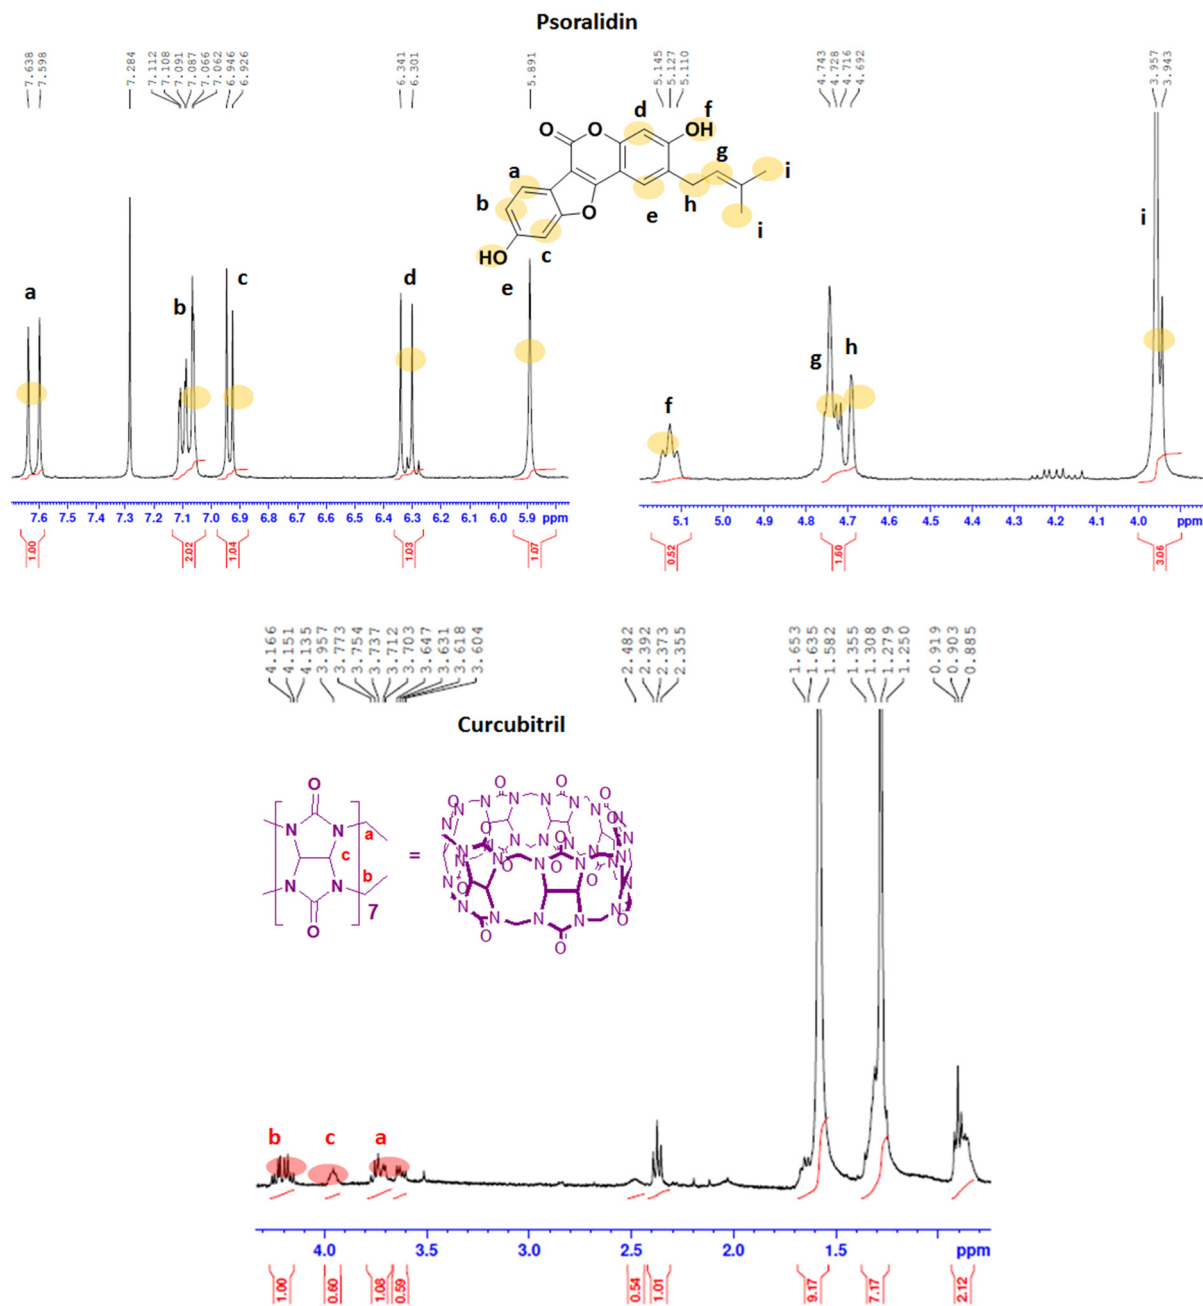 Psoralidin
7.638
7.598
7.284
7.112
7.108
7.091
7.087
7.066
7.062
6.946
6.926
6.341
6.301
5.891
5.145
5.127
5.110
4.743
4.728
4.716
4.692
3.957
3.943
d f
O O OH
g
a i
b h
e
O i
HO c
a b c d e
f g h i
7.6 7.5 7.4 7.3 7.2 7.1 7.0 6.9 6.8 6.7 6.6 6.5 6.4 6.3 6.2 6.1 6.0 5.9 ppm
5.1 5.0 4.9 4.8 4.7 4.6 4.5 4.4 4.3 4.2 4.1 4.0 ppm
1.00 2.02 1.04 1.03 1.07
0.52 1.60 3.06
4.166
4.151
4.135
3.957
3.773
3.754
3.737
3.712
3.703
3.647
3.631
3.618
3.604
2.482
2.392
2.373
2.355
1.653
1.635
1.582
1.355
1.308
1.279
1.250
0.919
0.903
0.885
Curcubitril
O
N N a
c =
N N b
O 7
b c a
4.0 3.5 3.0 2.5 2.0 1.5 ppm
1.00 0.60 1.08 0.59 0.54 1.01 9.17 7.17 2.12